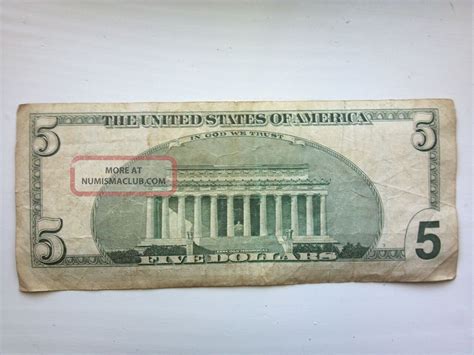 THE UNITED STATES OF AMERICA
5 5
IN GOD WE TRUST
MORE AT
NUMISMACLUB.COM
5 5
FIVE DOLLARS